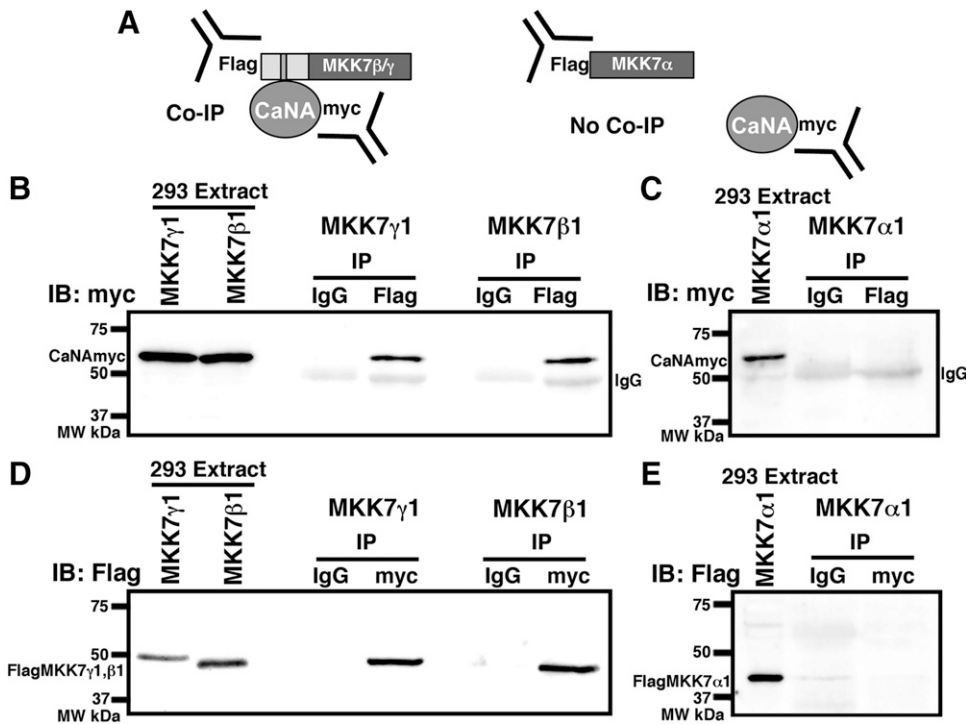 A
Flag
MKK7β/γ
CaNA
myc
Co-IP
Flag
MKK7α
No Co-IP
CaNA
myc
B
293 Extract
MKK7γ1
MKK7β1
MKK7γ1
IP
IgG
Flag
MKK7β1
IP
IgG
Flag
IB: myc
75
CaNAmyc
50
37
MW kDa
IgG
C
293 Extract
MKK7α1
MKK7α1
IP
IgG
Flag
IB: myc
75
CaNAmyc
50
37
MW kDa
IgG
D
293 Extract
MKK7γ1
MKK7β1
MKK7γ1
IP
IgG
myc
MKK7β1
IP
IgG
myc
IB: Flag
75
50
FlagMKK7γ1,β1
37
MW kDa
E
293 Extract
MKK7α1
MKK7α1
IP
IgG
myc
IB: Flag
75
50
FlagMKK7α1
37
MW kDa